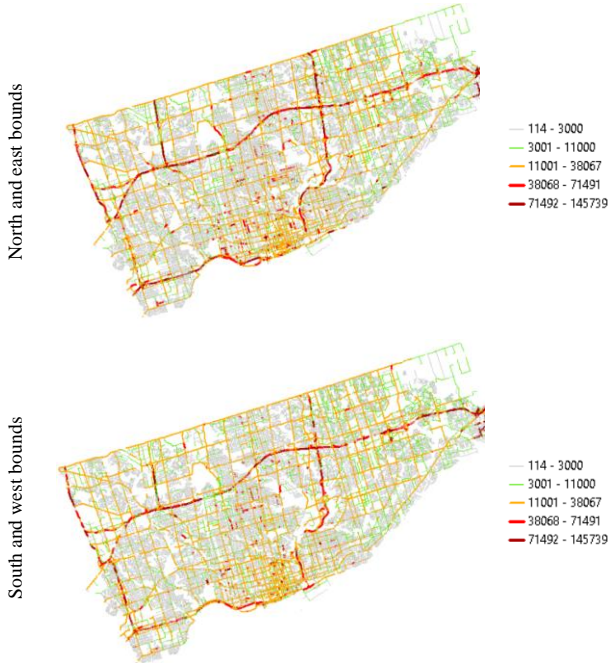 North and east bounds
114 - 3000
3001 - 11000
11001 - 38067
38068 - 71491
71492 - 145739
South and west bounds
114 - 3000
3001 - 11000
11001 - 38067
38068 - 71491
71492 - 145739